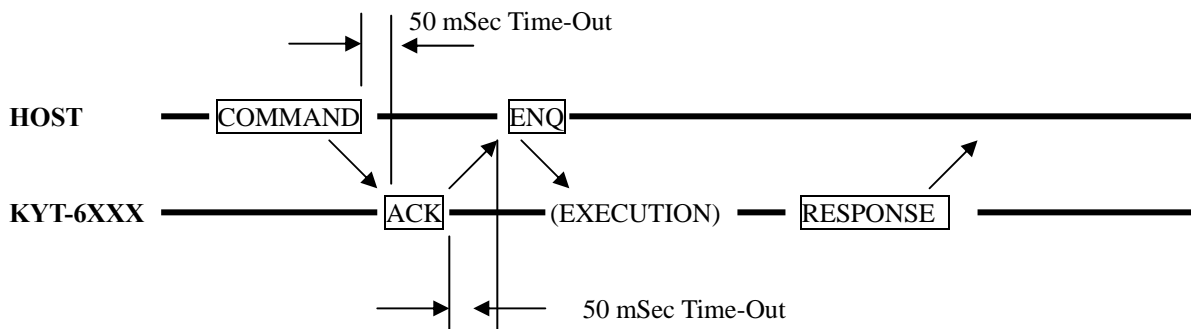 50 mSec Time-Out
HOST COMMAND ENQ
KYT-6XXX ACK (EXECUTION) RESPONSE
50 mSec Time-Out